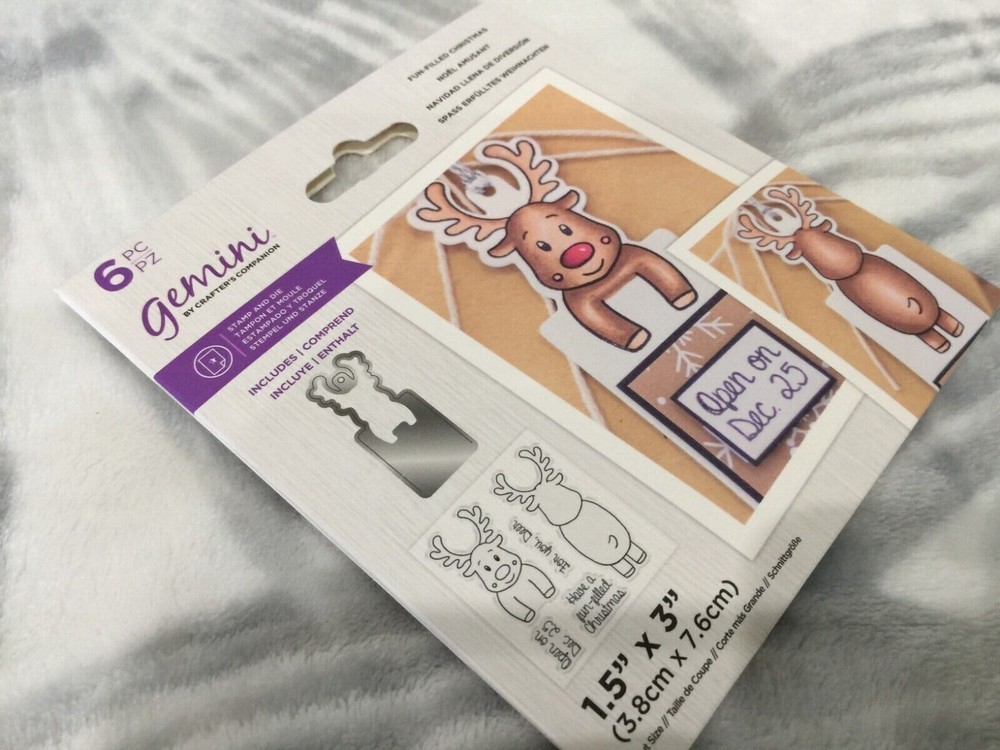 FUN-FILLED CHRISTMAS
NOËL AMUSANT
NAVIDAD LLENA DE DIVERSIÓN
SPASS ERFÜLLTES WEIHNACHTEN
6 PC
PZ
gemini
BY CRAFTER'S COMPANION
STAMP AND DIE
TAMPON ET MOULE
ESTAMPADO Y TROQUEL
STEMPEL UND STANZE
INCLUDES | COMPREND
INCLUYE | ENTHALT
Open on
Dec. 25
For you, Deer
Have a
fun-filled
Christmas
Open on
Dec 25
1.5" X 3"
(3.8cm x 7.6cm)
Size // Taille de Coupe // Corte más Grande // Schnittgröße